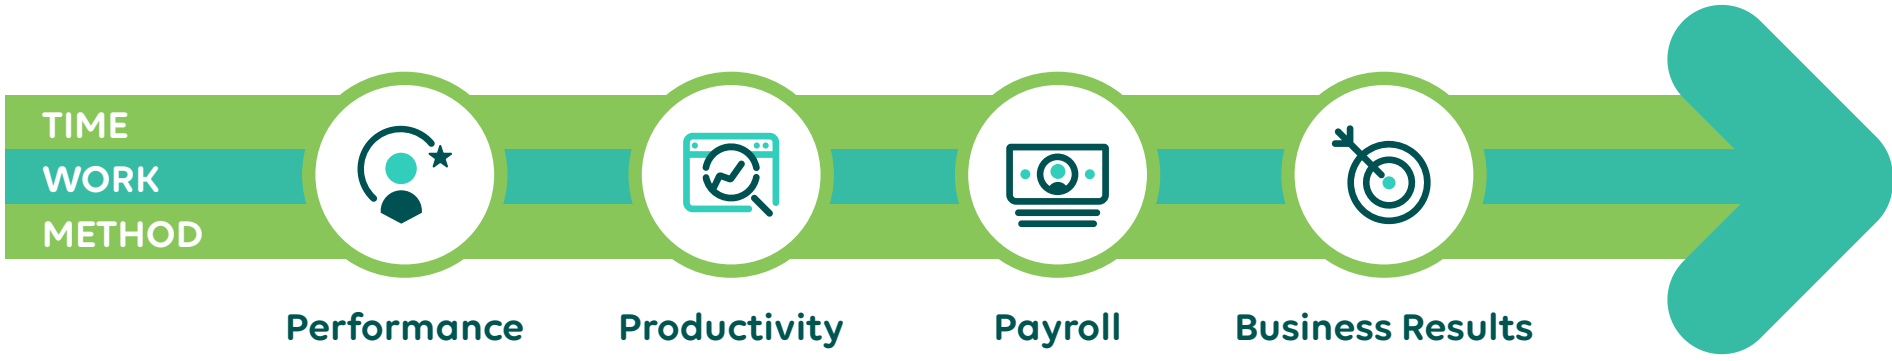 TIME
WORK
METHOD
Performance
Productivity
Payroll
Business Results